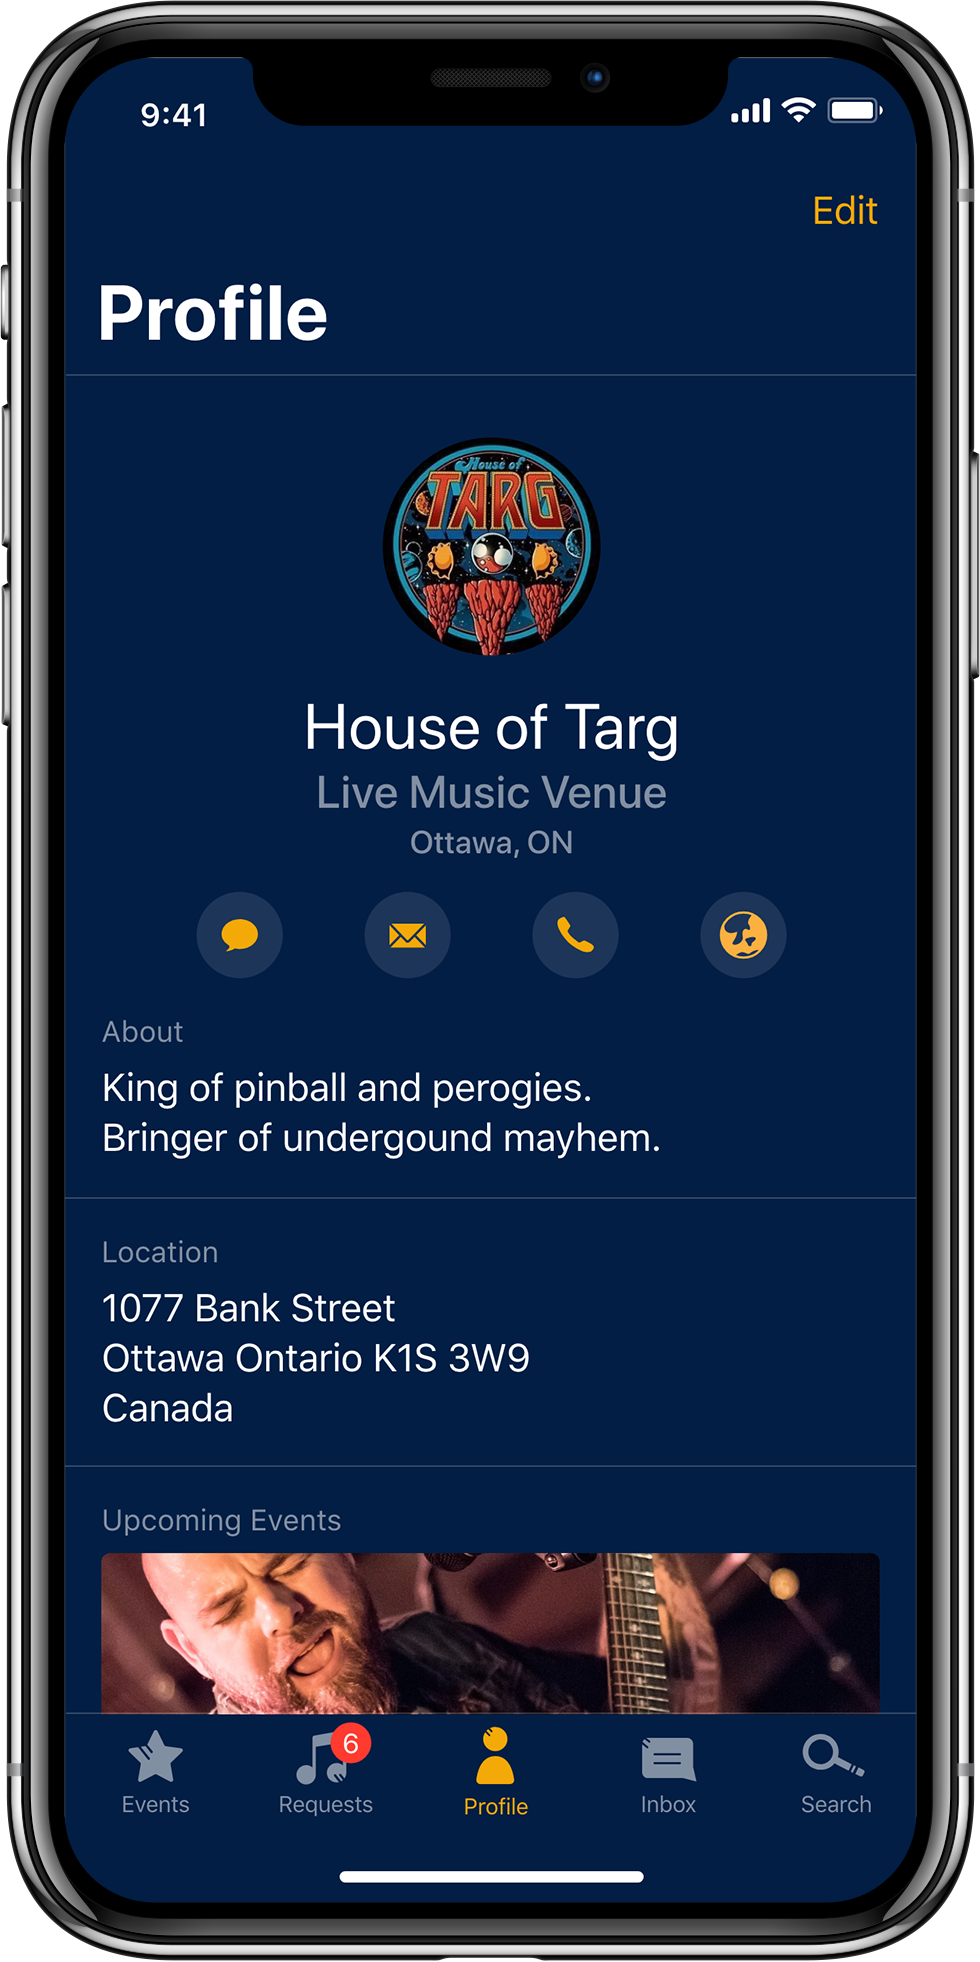 9:41
Edit
Profile
House of
TARG
House of Targ
Live Music Venue
Ottawa, ON
About
King of pinball and perogies.
Bringer of undergound mayhem.
Location
1077 Bank Street
Ottawa Ontario K1S 3W9
Canada
Upcoming Events
6
Events
Requests
Profile
Inbox
Search